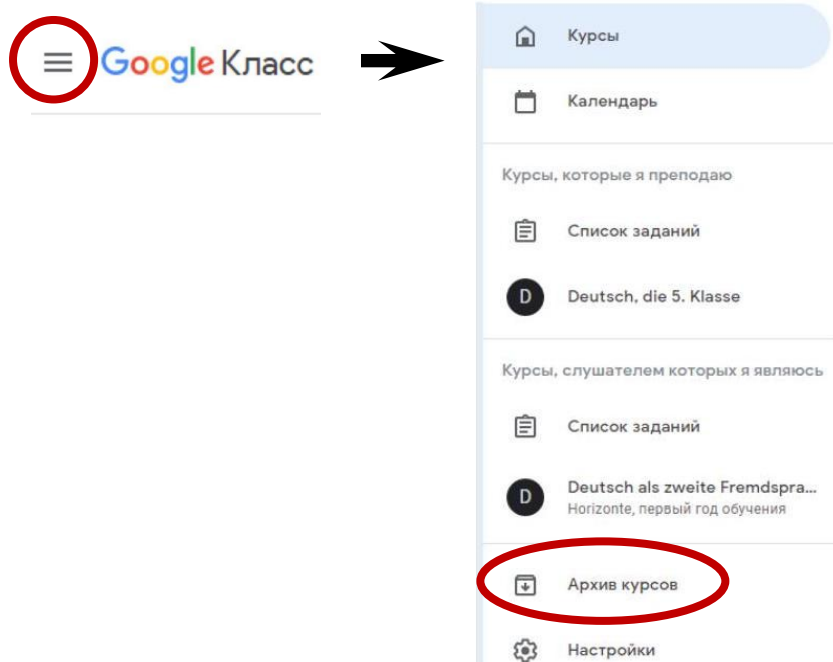 Google Класс
Курсы
Календарь
Курсы, которые я преподаю
Список заданий
D
Deutsch, die 5. Klasse
Курсы, слушателем которых я являюсь
Список заданий
D
Deutsch als zweite Fremdspra...
Horizonte, первый год обучения
Архив курсов
Настройки